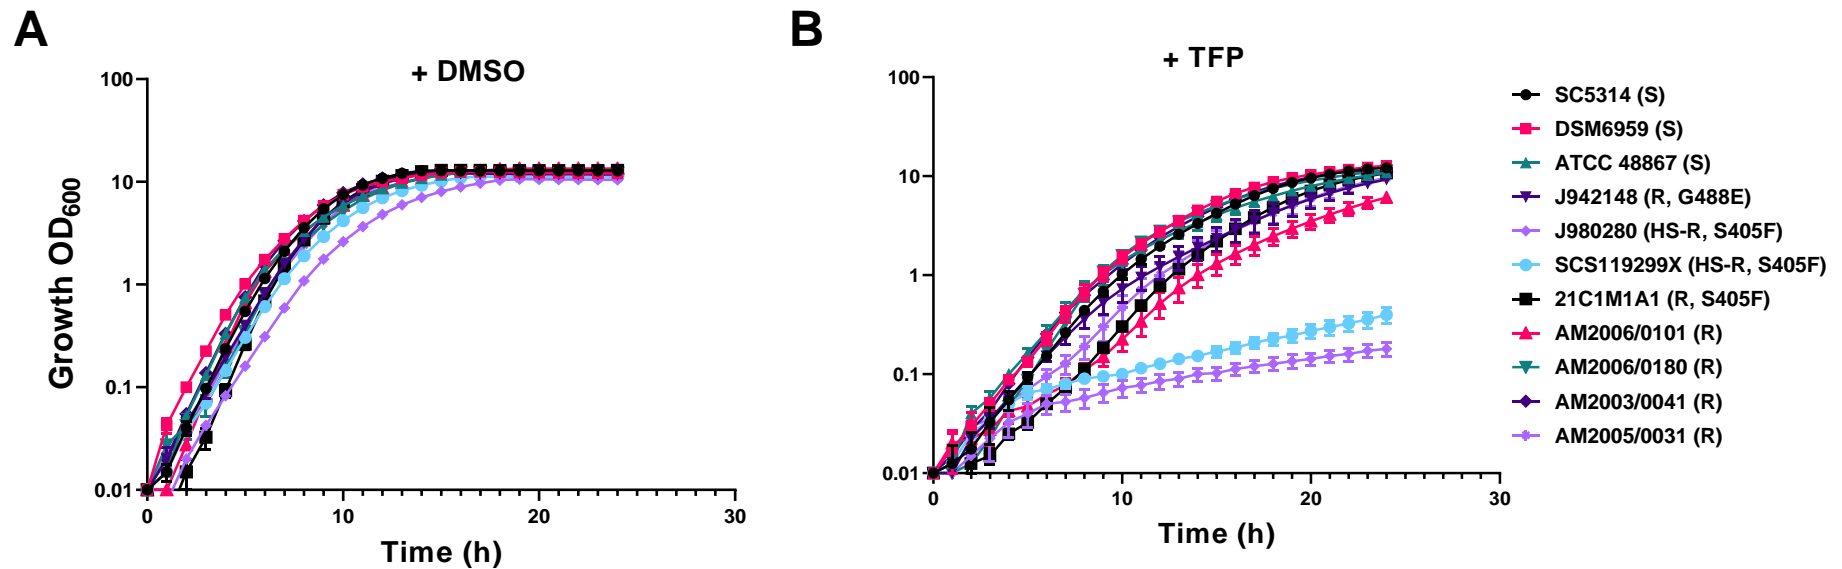 A
+ DMSO
100
10
1
0.1
0.01
0
10
20
30
Growth OD600
Time (h)
B
+ TFP
100
10
1
0.1
0.01
0
10
20
30
Time (h)
SC5314 (S)
DSM6959 (S)
ATCC 48867 (S)
J942148 (R, G488E)
J980280 (HS-R, S405F)
SCS119299X (HS-R, S405F)
21C1M1A1 (R, S405F)
AM2006/0101 (R)
AM2006/0180 (R)
AM2003/0041 (R)
AM2005/0031 (R)